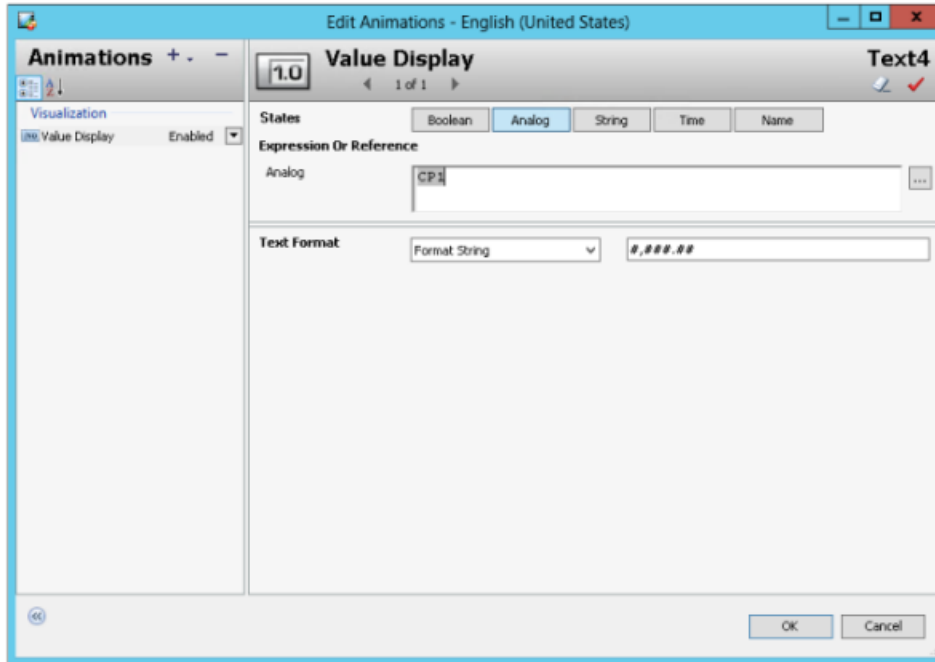 Edit Animations - English (United States)
Animations + . -
Visualization
Value Display Enabled
1.0
Value Display
1 of 1
Text4
States Boolean Analog String Time Name
Expression Or Reference
Analog CP1 ...
Text Format Format String #,###.##
OK Cancel